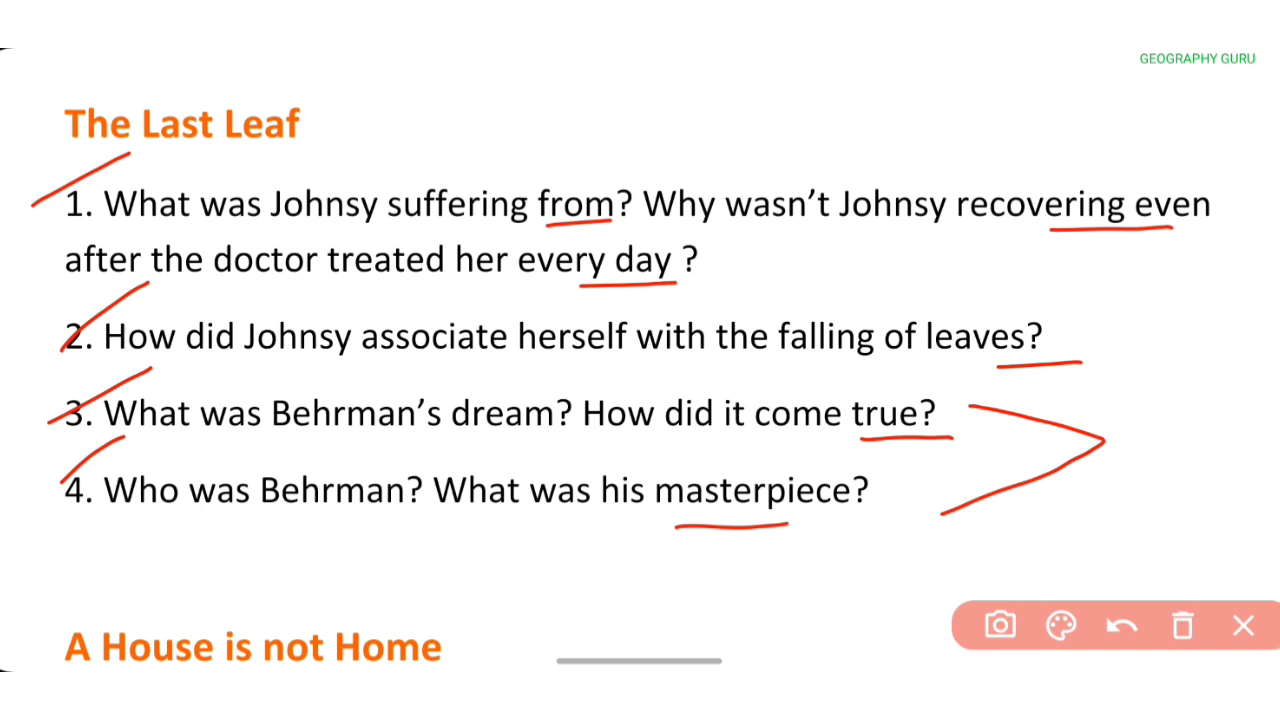 GEOGRAPHY GURU
The Last Leaf
1. What was Johnsy suffering from? Why wasn’t Johnsy recovering even
after the doctor treated her every day ?
2. How did Johnsy associate herself with the falling of leaves?
3. What was Behrman’s dream? How did it come true?
4. Who was Behrman? What was his masterpiece?
A House is not Home